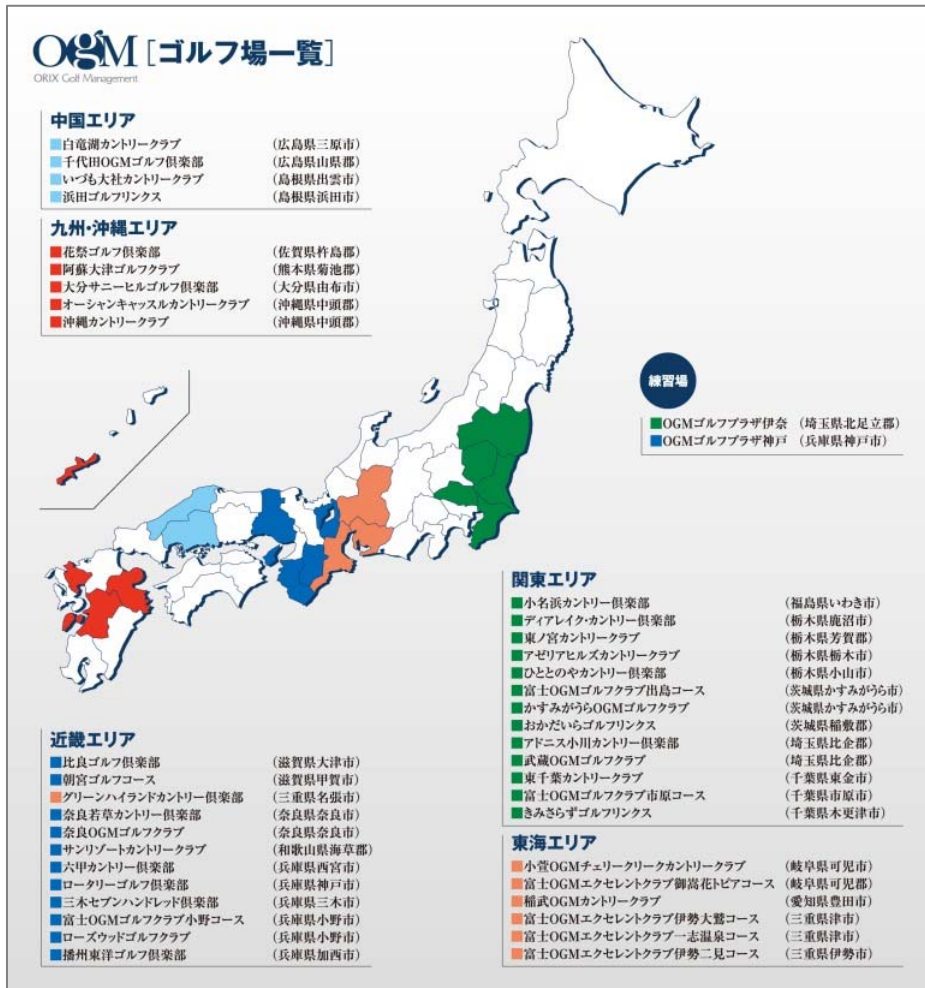 OGM [ゴルフ場一覧]
ORIX Golf Management
中国エリア
白竜湖カントリークラブ (広島県三原市)
千代田OGMゴルフ倶楽部 (広島県山県郡)
いづも大社カントリークラブ (島根県出雲市)
浜田ゴルフリンクス (島根県浜田市)
九州・沖縄エリア
花祭ゴルフ倶楽部 (佐賀県杵島郡)
阿蘇大津ゴルフクラブ (熊本県菊池郡)
大分サニーヒルゴルフ倶楽部 (大分県由布市)
オーシャンキャッスルカントリークラブ (沖縄県中頭郡)
沖縄カントリークラブ (沖縄県中頭郡)
練習場
OGMゴルフプラザ伊奈 (埼玉県北足立郡)
OGMゴルフプラザ神戸 (兵庫県神戸市)
関東エリア
小名浜カントリー倶楽部 (福島県いわき市)
ディアレイク・カントリー倶楽部 (栃木県鹿沼市)
東ノ宮カントリークラブ (栃木県芳賀郡)
アゼリアヒルズカントリークラブ (栃木県栃木市)
ひととのやカントリー倶楽部 (栃木県小山市)
富士OGMゴルフクラブ出島コース (茨城県かすみがうら市)
かすみがうらOGMゴルフクラブ (茨城県かすみがうら市)
おかだいらゴルフリンクス (茨城県稲敷郡)
アドニス小川カントリー倶楽部 (埼玉県比企郡)
武蔵OGMゴルフクラブ (埼玉県比企郡)
東千葉カントリークラブ (千葉県東金市)
富士OGMゴルフクラブ市原コース (千葉県市原市)
きみさらずゴルフリンクス (千葉県木更津市)
近畿エリア
比良ゴルフ倶楽部 (滋賀県大津市)
朝宮ゴルフコース (滋賀県甲賀市)
グリーンハイランドカントリー倶楽部 (三重県名張市)
奈良若草カントリー倶楽部 (奈良県奈良市)
奈良OGMゴルフクラブ (奈良県奈良市)
サンリゾートカントリークラブ (和歌山県海草郡)
六甲カントリー倶楽部 (兵庫県西宮市)
ロータリーゴルフ倶楽部 (兵庫県神戸市)
三木セブンハンドレッド倶楽部 (兵庫県三木市)
富士OGMゴルフクラブ小野コース (兵庫県小野市)
ローズウッドゴルフクラブ (兵庫県小野市)
播州東洋ゴルフ倶楽部 (兵庫県加西市)
東海エリア
小萱OGMチェリークリークカントリークラブ (岐阜県可児市)
富士OGMエクセレントクラブ御嵩花トピアコース (岐阜県可児郡)
稲武OGMカントリークラブ (愛知県豊田市)
富士OGMエクセレントクラブ伊勢大鷲コース (三重県津市)
富士OGMエクセレントクラブ一志温泉コース (三重県津市)
富士OGMエクセレントクラブ伊勢二見コース (三重県伊勢市)